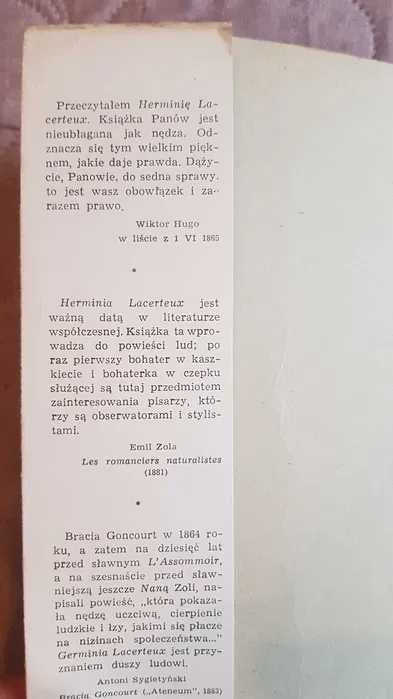 Przeczytałem Herminię La-
certeux. Książka Panów jest
nieubłagana jak nędza. Od-
znacza się tym wielkim pięk-
nem, jakie daje prawda. Dąży-
cie, Panowie, do sedna sprawy.
to jest wasz obowiązek i za-
razem prawo.
Wiktor Hugo
w liście z 1 VI 1865
*
Herminia Lacerteux jest
ważną datą w literaturze
współczesnej. Książka ta wpro-
wadza do powieści lud; po
raz pierwszy bohater w kasz-
kiecie i bohaterka w czepku
służącej są tutaj przedmiotem
zainteresowania pisarzy, któ-
rzy są obserwatorami i stylis-
tami.
Emil Zola
Les romanciers naturalistes
(1881)
*
Bracia Goncourt w 1864 ro-
ku, a zatem na dziesięć lat
przed sławnym L'Assommoir,
a na szesnaście przed sław-
niejszą jeszcze Naną Zoli, na-
pisali powieść, „która pokaza-
ła nędzę uczciwą, cierpienie
ludzkie i łzy, jakimi się płacze
na nizinach społeczeństwa..."
Germinia Lacerteux jest przy-
znaniem duszy ludowi.
Antoni Sygietyński
Bracia Goncourt („Ateneum", 1883)